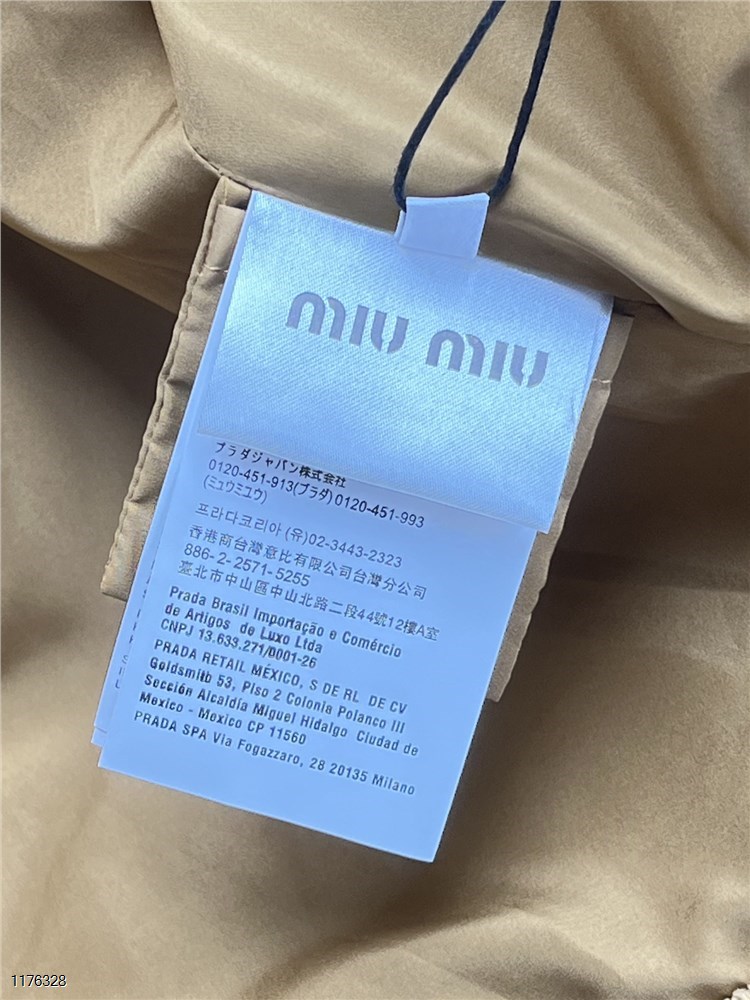 miu miu
プラダジャパン株式会社
0120-451-913(プラダ) 0120-451-993
(ミュウミュウ)
프라다코리아 (유)02-3443-2323
香港商台灣意比有限公司台灣分公司
886-2-2571-5255
臺北市中山區中山北路二段44號12樓A室
Prada Brasil Importação e Comércio
de Artigos de Luxo Ltda
CNPJ 13.633.271/0001-26
PRADA RETAIL MÉXICO, S DE RL DE CV
Goldsmith 53, Piso 2 Colonia Polanco III
Sección Alcaldía Miguel Hidalgo Ciudad de
Mexico - Mexico CP 11560
PRADA SPA Via Fogazzaro, 28 20135 Milano
1176328